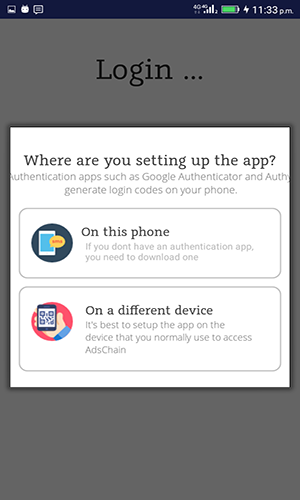 11:33 p.m.
Login ...
Where are you setting up the app?
Authentication apps such as Google Authenticator and Authy
generate login codes on your phone.
On this phone
If you dont have an authentication app,
you need to download one
On a different device
It's best to setup the app on the
device that you normally use to access
AdsChain